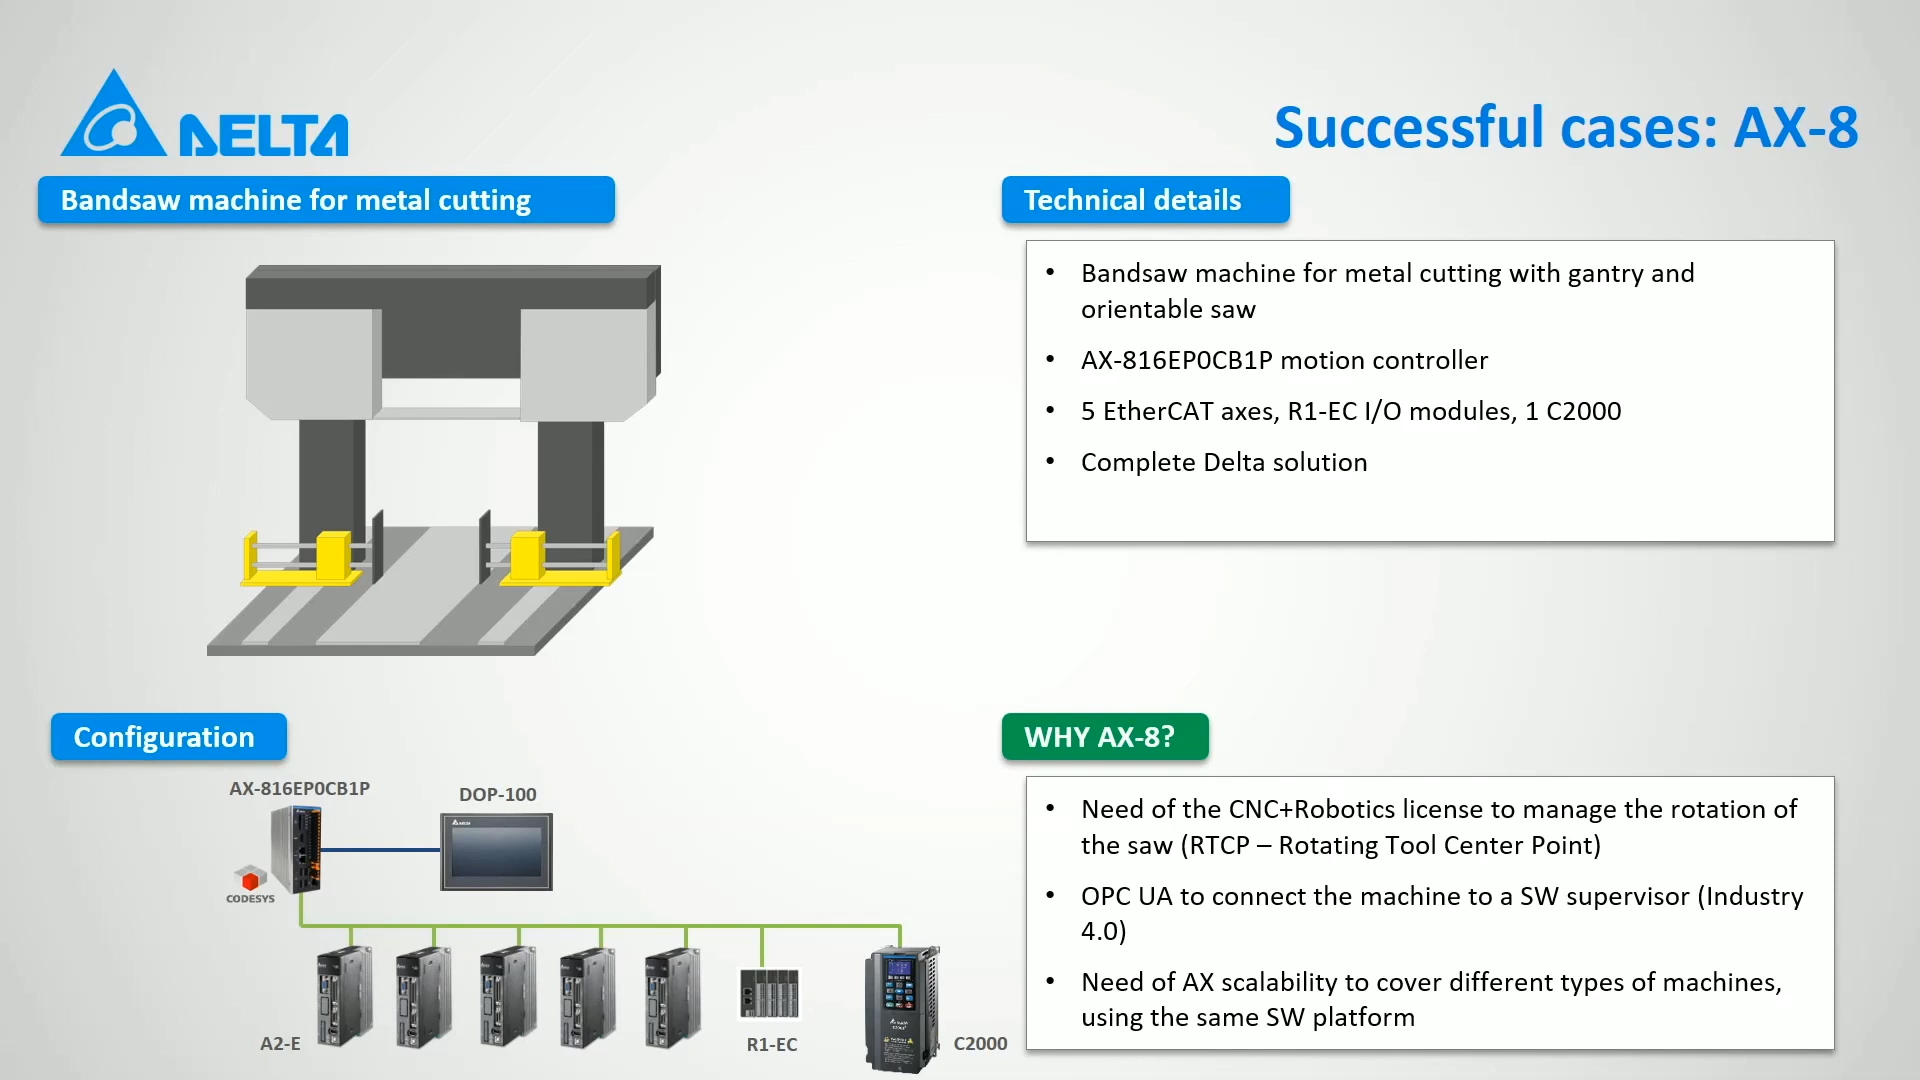 DELTA
Successful cases: AX-8
Bandsaw machine for metal cutting
Technical details
• Bandsaw machine for metal cutting with gantry and
orientable saw
• AX-816EP0CB1P motion controller
• 5 EtherCAT axes, R1-EC I/O modules, 1 C2000
• Complete Delta solution
Configuration
AX-816EP0CB1P
DOP-100
DELTA
CODESYS
A2-E
R1-EC
C2000
WHY AX-8?
• Need of the CNC+Robotics license to manage the rotation of
the saw (RTCP – Rotating Tool Center Point)
• OPC UA to connect the machine to a SW supervisor (Industry
4.0)
• Need of AX scalability to cover different types of machines,
using the same SW platform